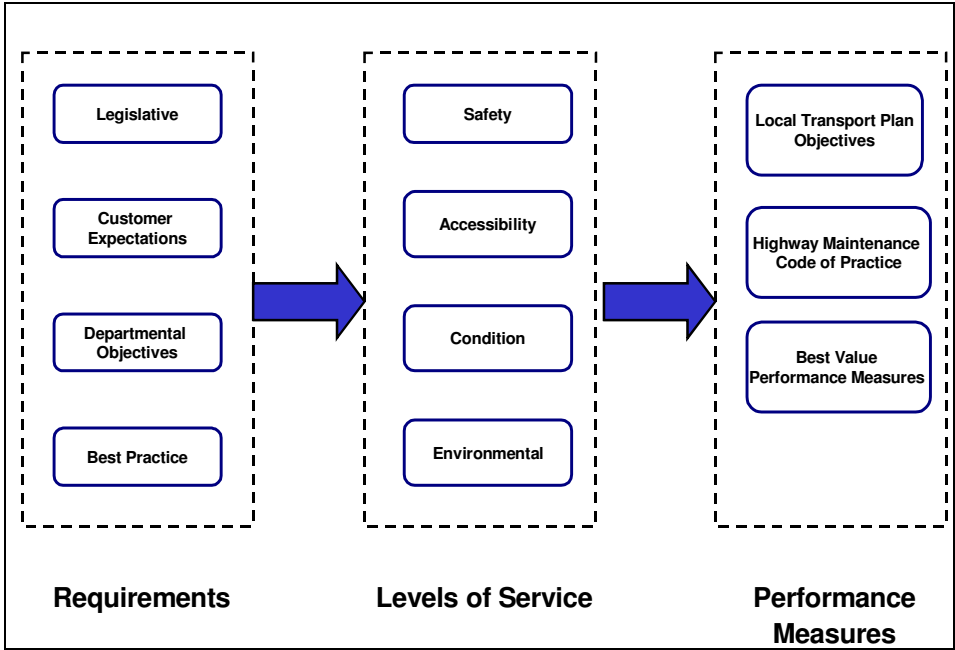 Legislative
Customer
Expectations
Departmental
Objectives
Best Practice
Requirements
Safety
Accessibility
Condition
Environmental
Levels of Service
Local Transport Plan
Objectives
Highway Maintenance
Code of Practice
Best Value
Performance Measures
Performance
Measures